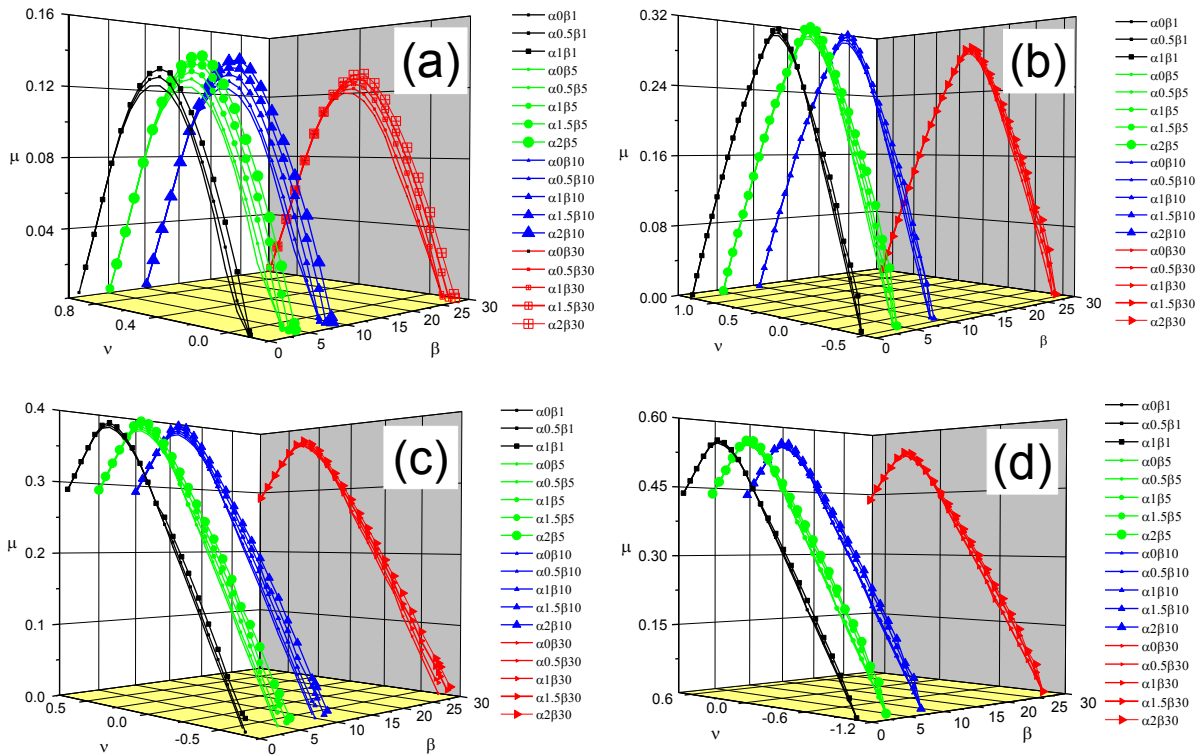 (a)
μ
0.16
0.12
0.08
0.04
0.8
0.4
0.0
ν
0
5
10
15
20
25
30
β
α0β1
α0.5β1
α1β1
α0β5
α0.5β5
α1β5
α1.5β5
α2β5
α0β10
α0.5β10
α1β10
α1.5β10
α2β10
α0β30
α0.5β30
α1β30
α1.5β30
α2β30
(b)
μ
0.32
0.24
0.16
0.08
0.00
1.0
0.5
0.0
-0.5
ν
0
5
10
15
20
25
30
β
α0β1
α0.5β1
α1β1
α0β5
α0.5β5
α1β5
α1.5β5
α2β5
α0β10
α0.5β10
α1β10
α1.5β10
α2β10
α0β30
α0.5β30
α1β30
α1.5β30
α2β30
(c)
μ
0.4
0.3
0.2
0.1
0.0
0.5
0.0
-0.5
ν
0
5
10
15
20
25
30
β
α0β1
α0.5β1
α1β1
α0β5
α0.5β5
α1β5
α1.5β5
α2β5
α0β10
α0.5β10
α1β10
α1.5β10
α2β10
α0β30
α0.5β30
α1β30
α1.5β30
α2β30
(d)
μ
0.60
0.45
0.30
0.15
0.6
0.0
-0.6
-1.2
ν
0
5
10
15
20
25
30
β
α0β1
α0.5β1
α1β1
α0β5
α0.5β5
α1β5
α1.5β5
α2β5
α0β10
α0.5β10
α1β10
α1.5β10
α2β10
α0β30
α0.5β30
α1β30
α1.5β30
α2β30